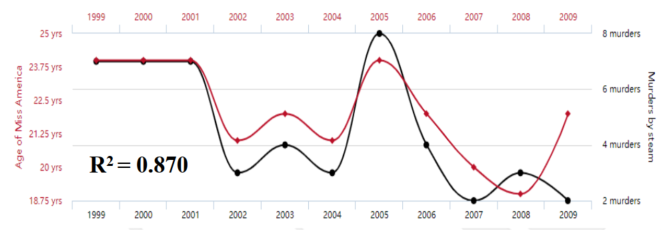 1999 2000 2001 2002 2003 2004 2005 2006 2007 2008 2009
25 yrs
23.75 yrs
22.5 yrs
21.25 yrs
20 yrs
18.75 yrs
Age of Miss America
R² = 0.870
8 murders
6 murders
4 murders
2 murders
Murders by steam
1999 2000 2001 2002 2003 2004 2005 2006 2007 2008 2009